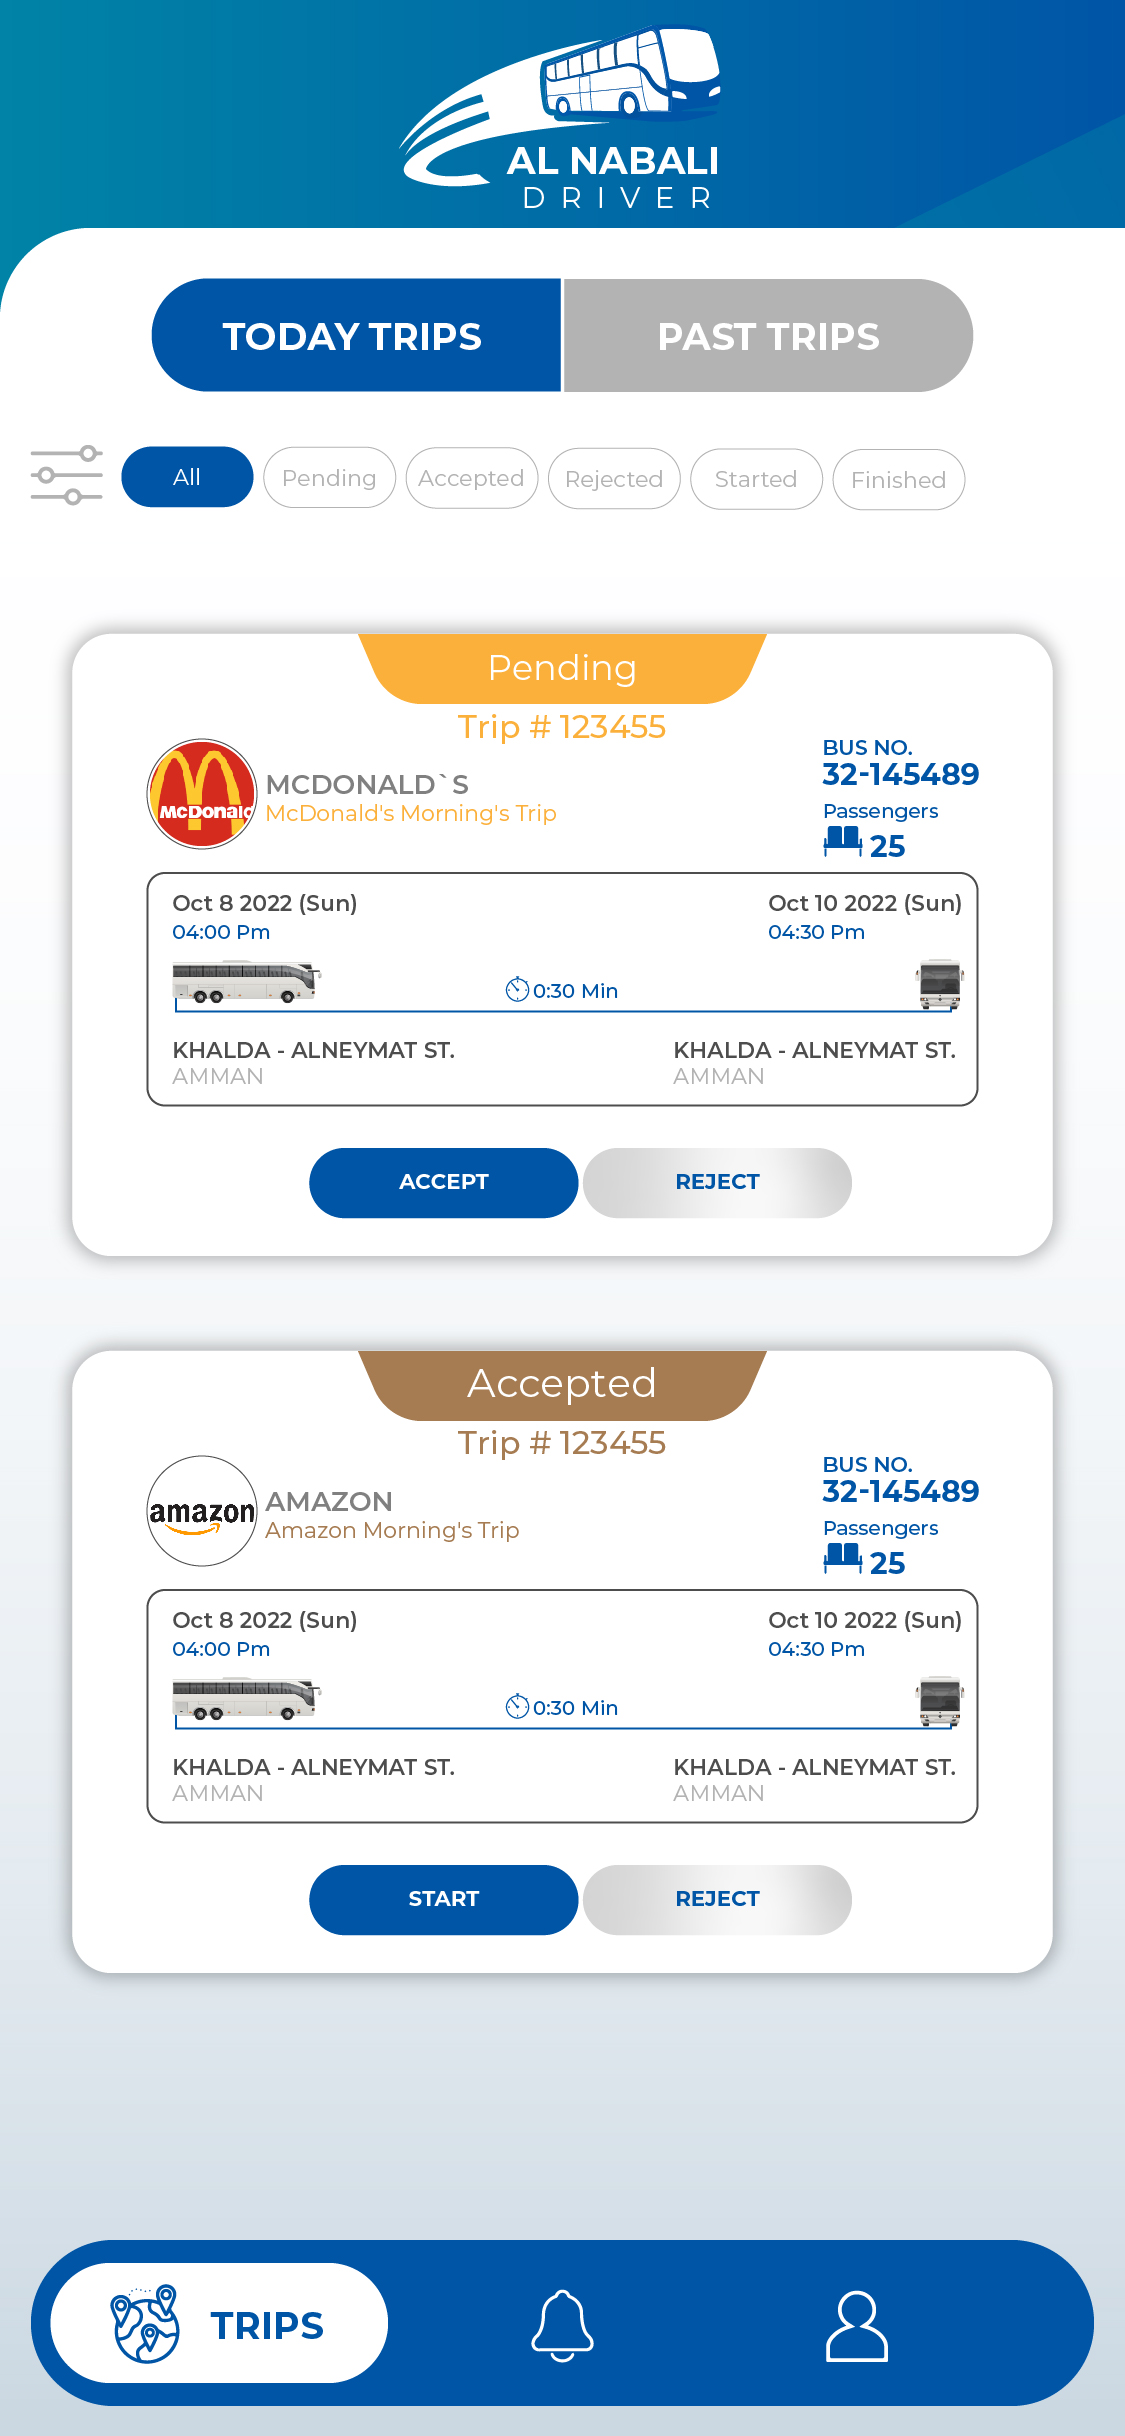 AL NABALI
DRIVER
TODAY TRIPS
PAST TRIPS
All
Pending
Accepted
Rejected
Started
Finished
Pending
Trip # 123455
McDonald
MCDONALD`S
McDonald's Morning's Trip
BUS NO.
32-145489
Passengers
25
Oct 8 2022 (Sun)
04:00 Pm
Oct 10 2022 (Sun)
04:30 Pm
0:30 Min
KHALDA - ALNEYMAT ST.
AMMAN
KHALDA - ALNEYMAT ST.
AMMAN
ACCEPT
REJECT
Accepted
Trip # 123455
amazon
AMAZON
Amazon Morning's Trip
BUS NO.
32-145489
Passengers
25
Oct 8 2022 (Sun)
04:00 Pm
Oct 10 2022 (Sun)
04:30 Pm
0:30 Min
KHALDA - ALNEYMAT ST.
AMMAN
KHALDA - ALNEYMAT ST.
AMMAN
START
REJECT
TRIPS